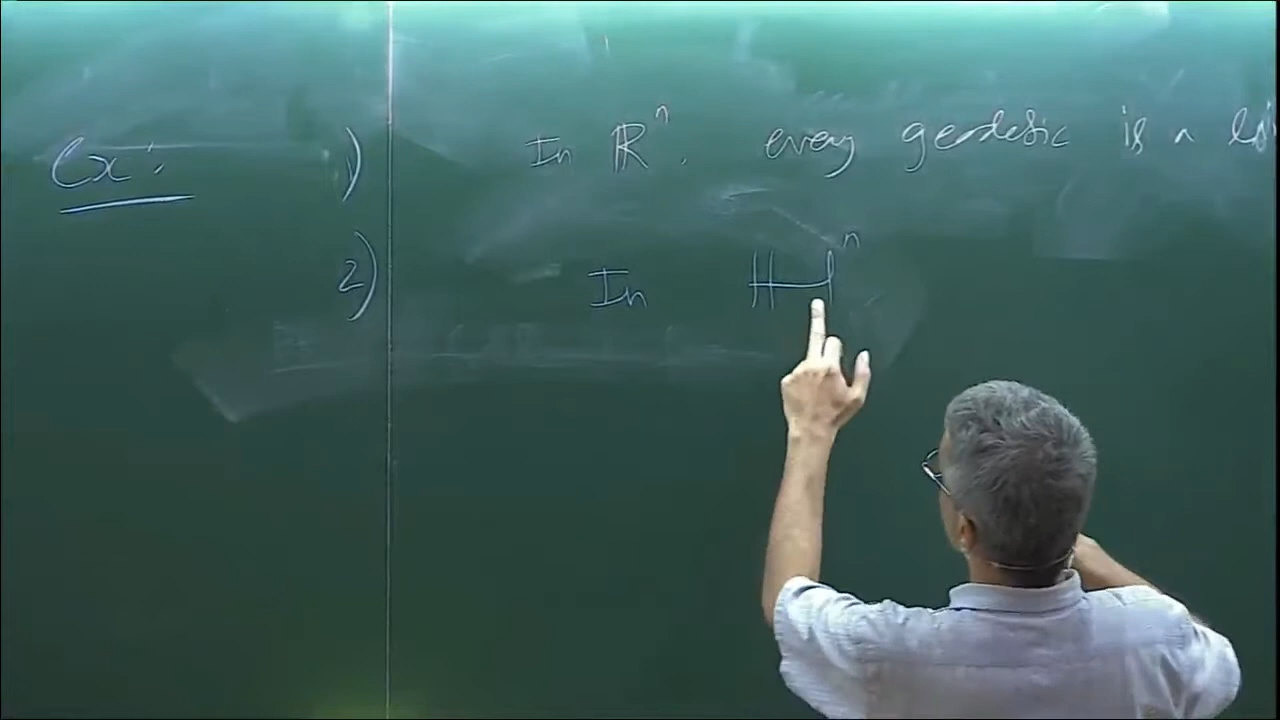 Ex: 1) In ℝⁿ, every geodesic is a
2) In ℍⁿ